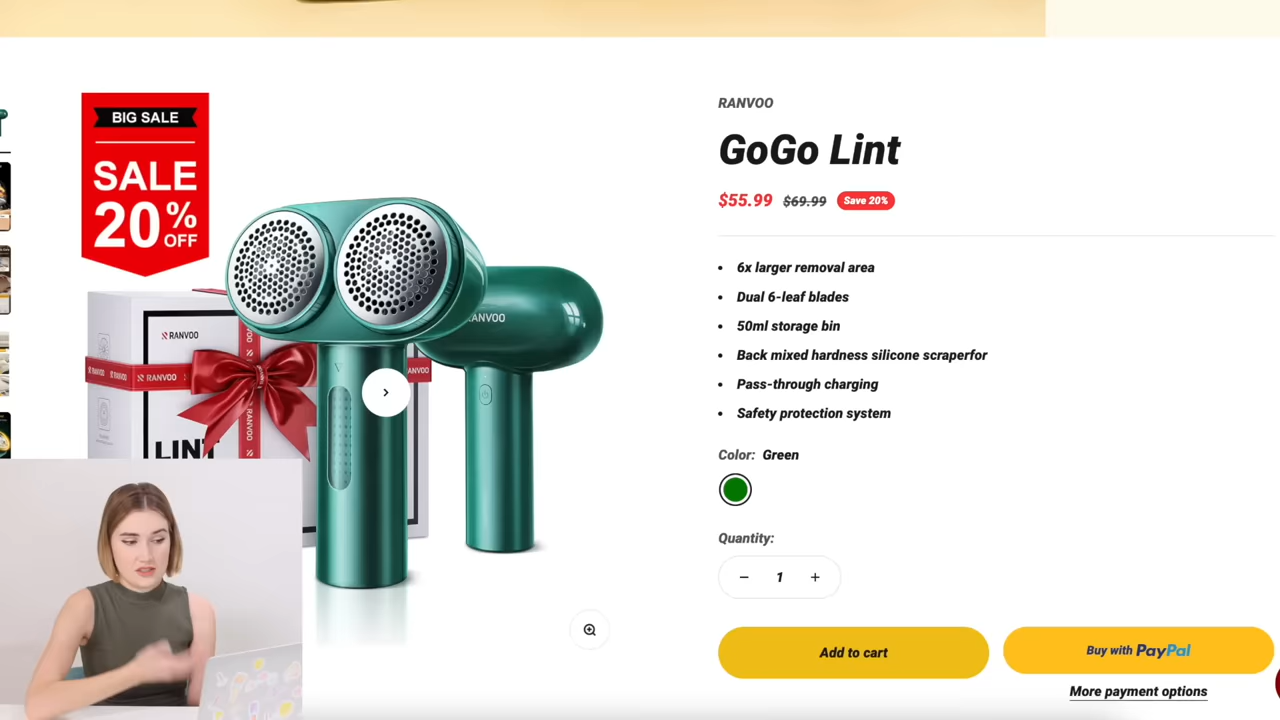 BIG SALE
SALE
20%
OFF
RANVOO
RANVOO
RANVOO
RANVOO
RANVOO
LINT
RANVOO
GoGo Lint
$55.99 $69.99 Save 20%
• 6x larger removal area
• Dual 6-leaf blades
• 50ml storage bin
• Back mixed hardness silicone scraperfor
• Pass-through charging
• Safety protection system
Color: Green
Quantity:
− 1 +
Add to cart
Buy with PayPal
More payment options